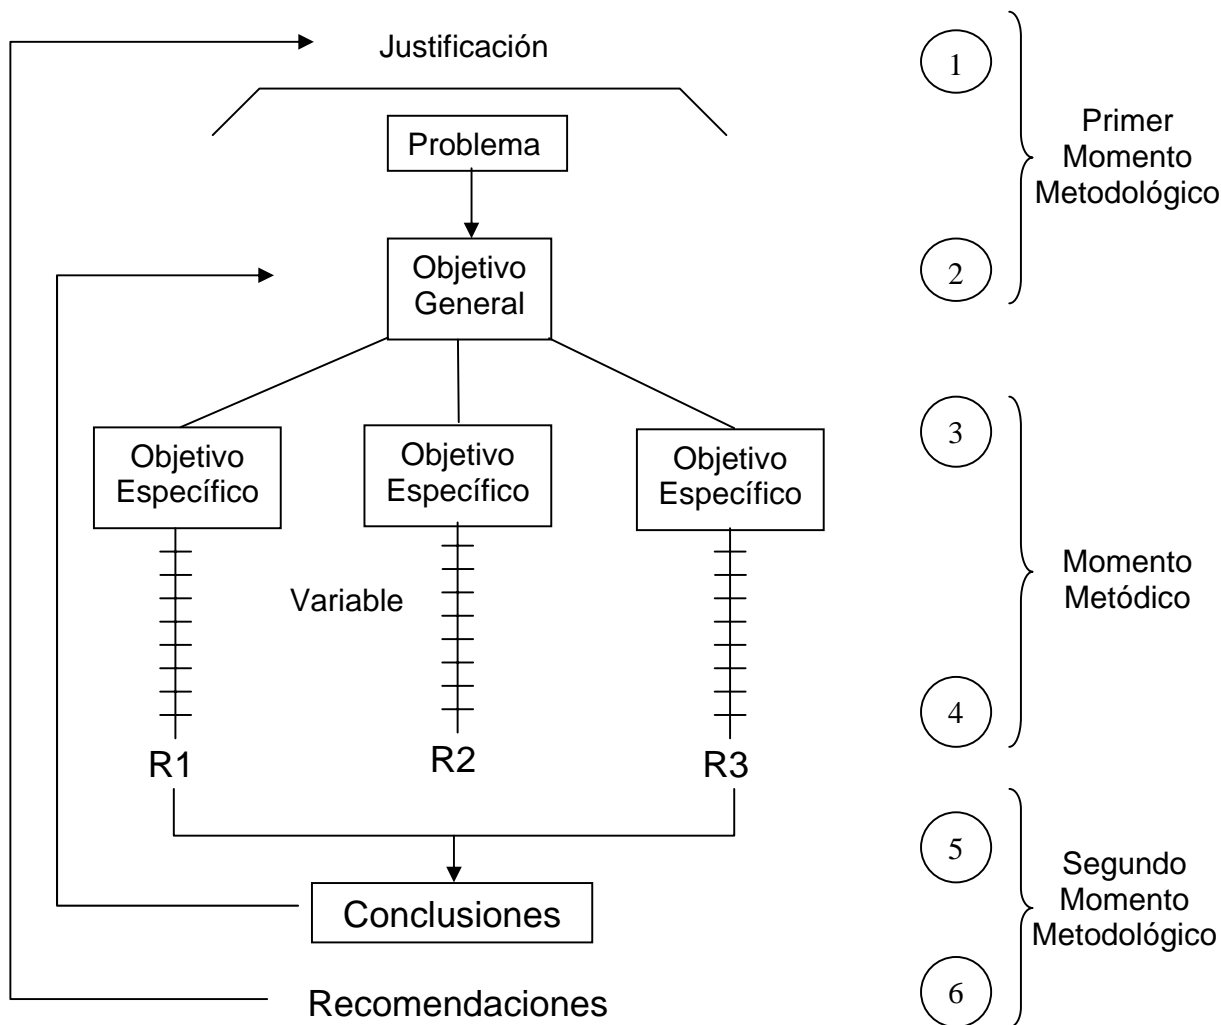 Justificación
1
Problema
Primer
Momento
Metodológico
Objetivo
General
2
Objetivo
Específico
Objetivo
Específico
Objetivo
Específico
3
Variable
Momento
Metódico
4
R1
R2
R3
5
Segundo
Momento
Metodológico
Conclusiones
Recomendaciones
6